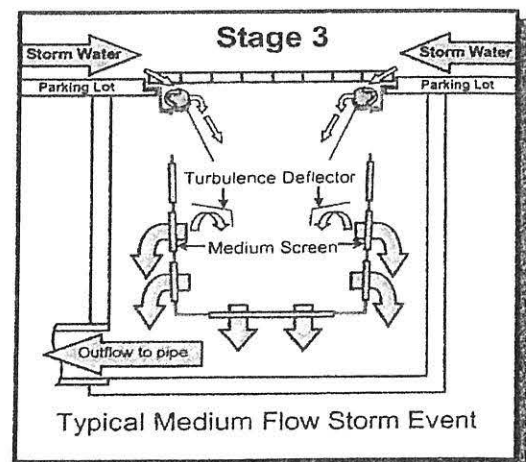 Stage 3
Storm Water
Storm Water
Parking Lot
Parking Lot
Turbulence Deflector
Medium Screen
Outflow to pipe
Typical Medium Flow Storm Event